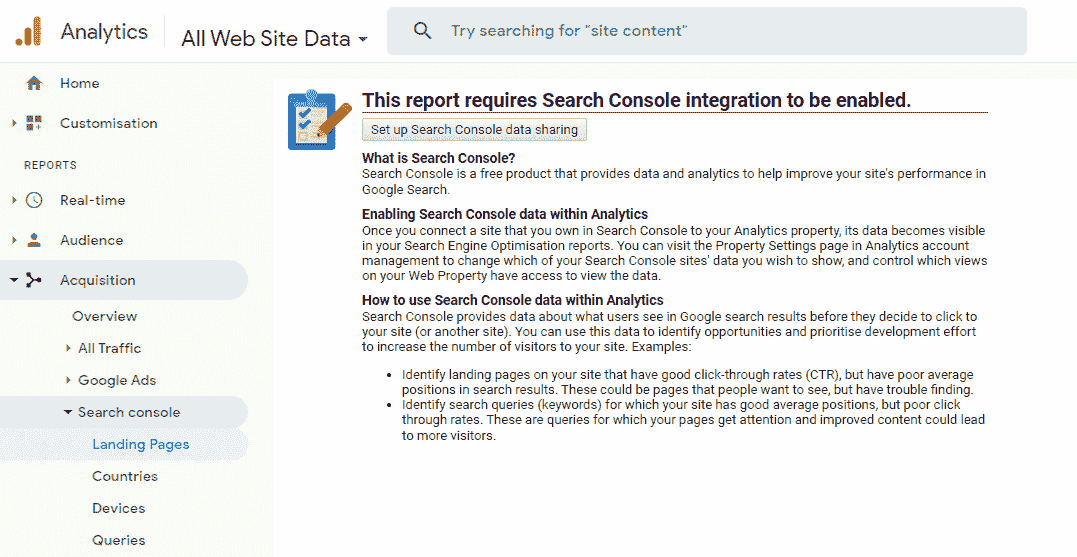 Analytics
All Web Site Data
Try searching for "site content"
Home
Customisation
REPORTS
Real-time
Audience
Acquisition
Overview
All Traffic
Google Ads
Search console
Landing Pages
Countries
Devices
Queries
This report requires Search Console integration to be enabled.
Set up Search Console data sharing
What is Search Console?
Search Console is a free product that provides data and analytics to help improve your site's performance in
Google Search.
Enabling Search Console data within Analytics
Once you connect a site that you own in Search Console to your Analytics property, its data becomes visible
in your Search Engine Optimisation reports. You can visit the Property Settings page in Analytics account
management to change which of your Search Console sites' data you wish to show, and control which views
on your Web Property have access to view the data.
How to use Search Console data within Analytics
Search Console provides data about what users see in Google search results before they decide to click to
your site (or another site). You can use this data to identify opportunities and prioritise development effort
to increase the number of visitors to your site. Examples:
• Identify landing pages on your site that have good click-through rates (CTR), but have poor average
positions in search results. These could be pages that people want to see, but have trouble finding.
• Identify search queries (keywords) for which your site has good average positions, but poor click
through rates. These are queries for which your pages get attention and improved content could lead
to more visitors.